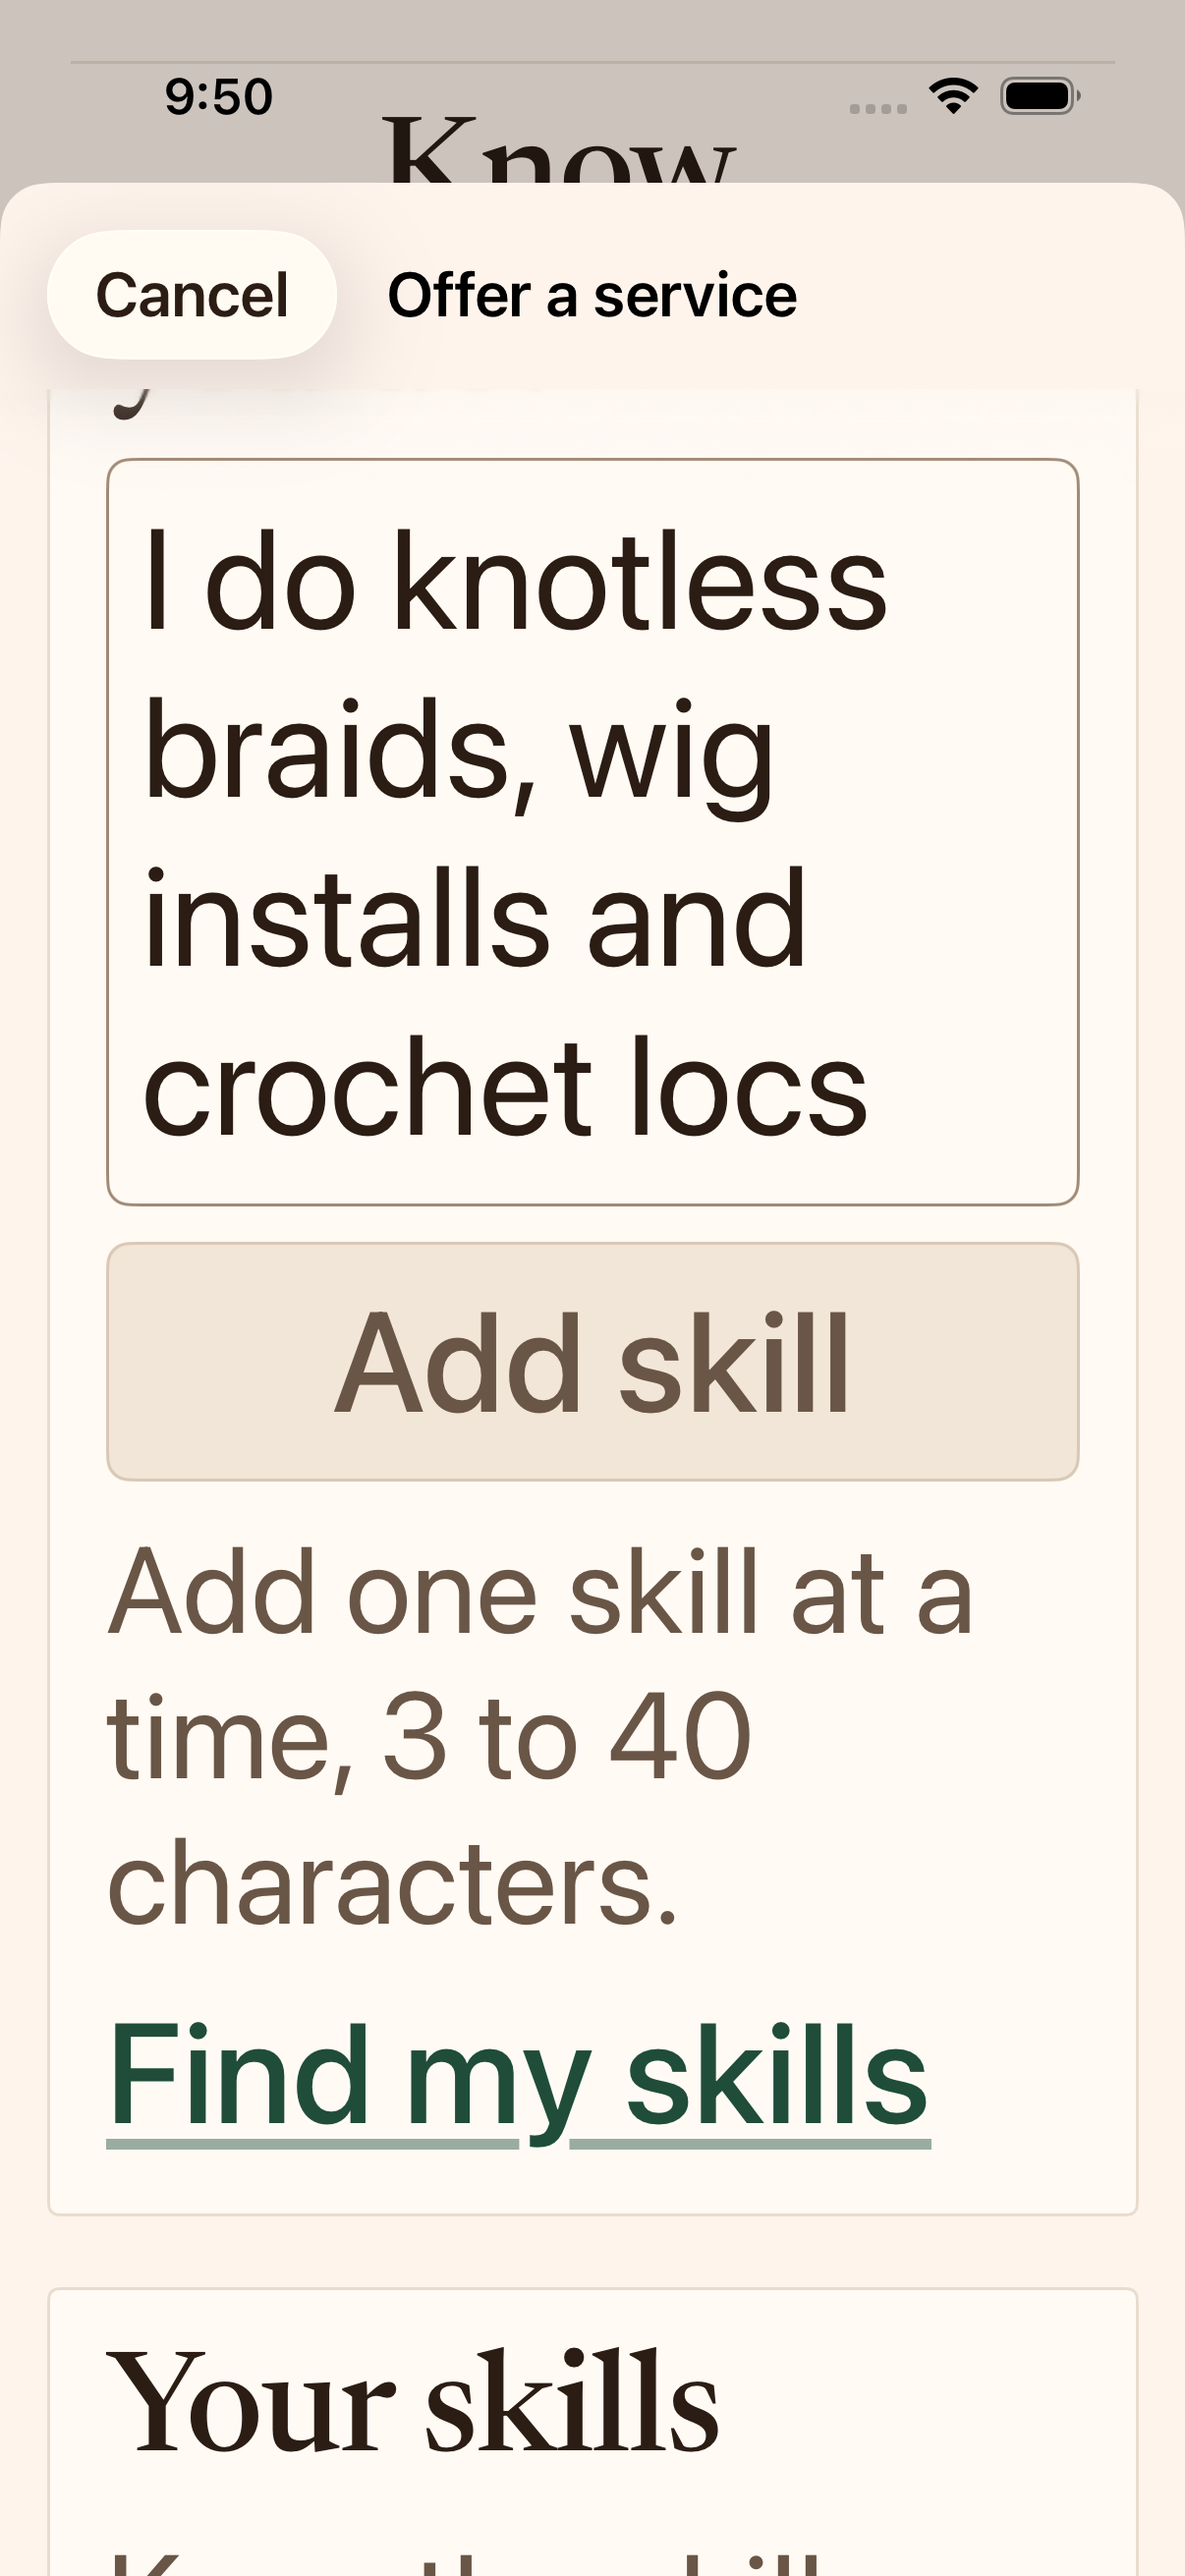 9:50
Know
Cancel
Offer a service
I do knotless
braids, wig
installs and
crochet locs
Add skill
Add one skill at a
time, 3 to 40
characters.
Find my skills
Your skills